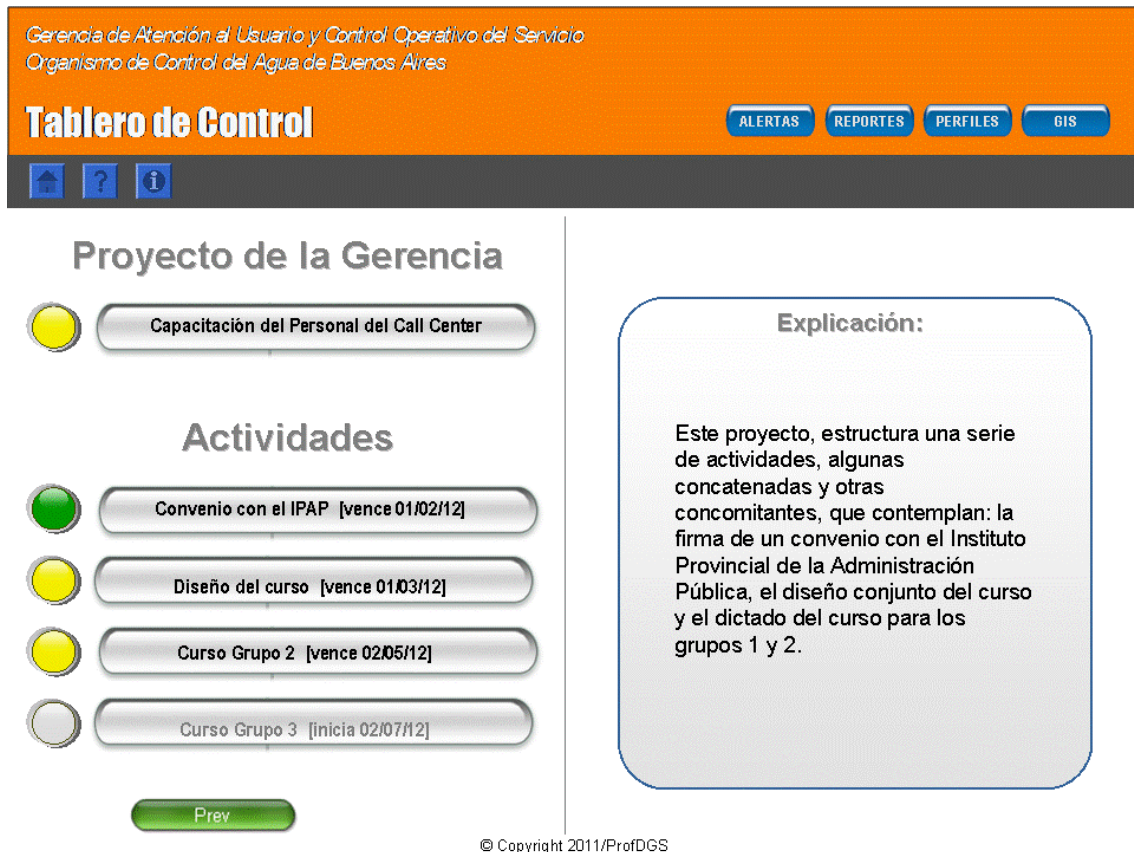 Gerencia de Atención al Usuario y Control Operativo del Servicio
Organismo de Control del Agua de Buenos Aires
Tablero de Control
ALERTAS
REPORTES
PERFILES
GIS
?
i
Proyecto de la Gerencia
Capacitación del Personal del Call Center
Actividades
Convenio con el IPAP [vence 01/02/12]
Diseño del curso [vence 01/03/12]
Curso Grupo 2 [vence 02/05/12]
Curso Grupo 3 [inicia 02/07/12]
Prev
Explicación:
Este proyecto, estructura una serie
de actividades, algunas
concatenadas y otras
concomitantes, que contemplan: la
firma de un convenio con el Instituto
Provincial de la Administración
Pública, el diseño conjunto del curso
y el dictado del curso para los
grupos 1 y 2.
© Copyright 2011/ProfDGS